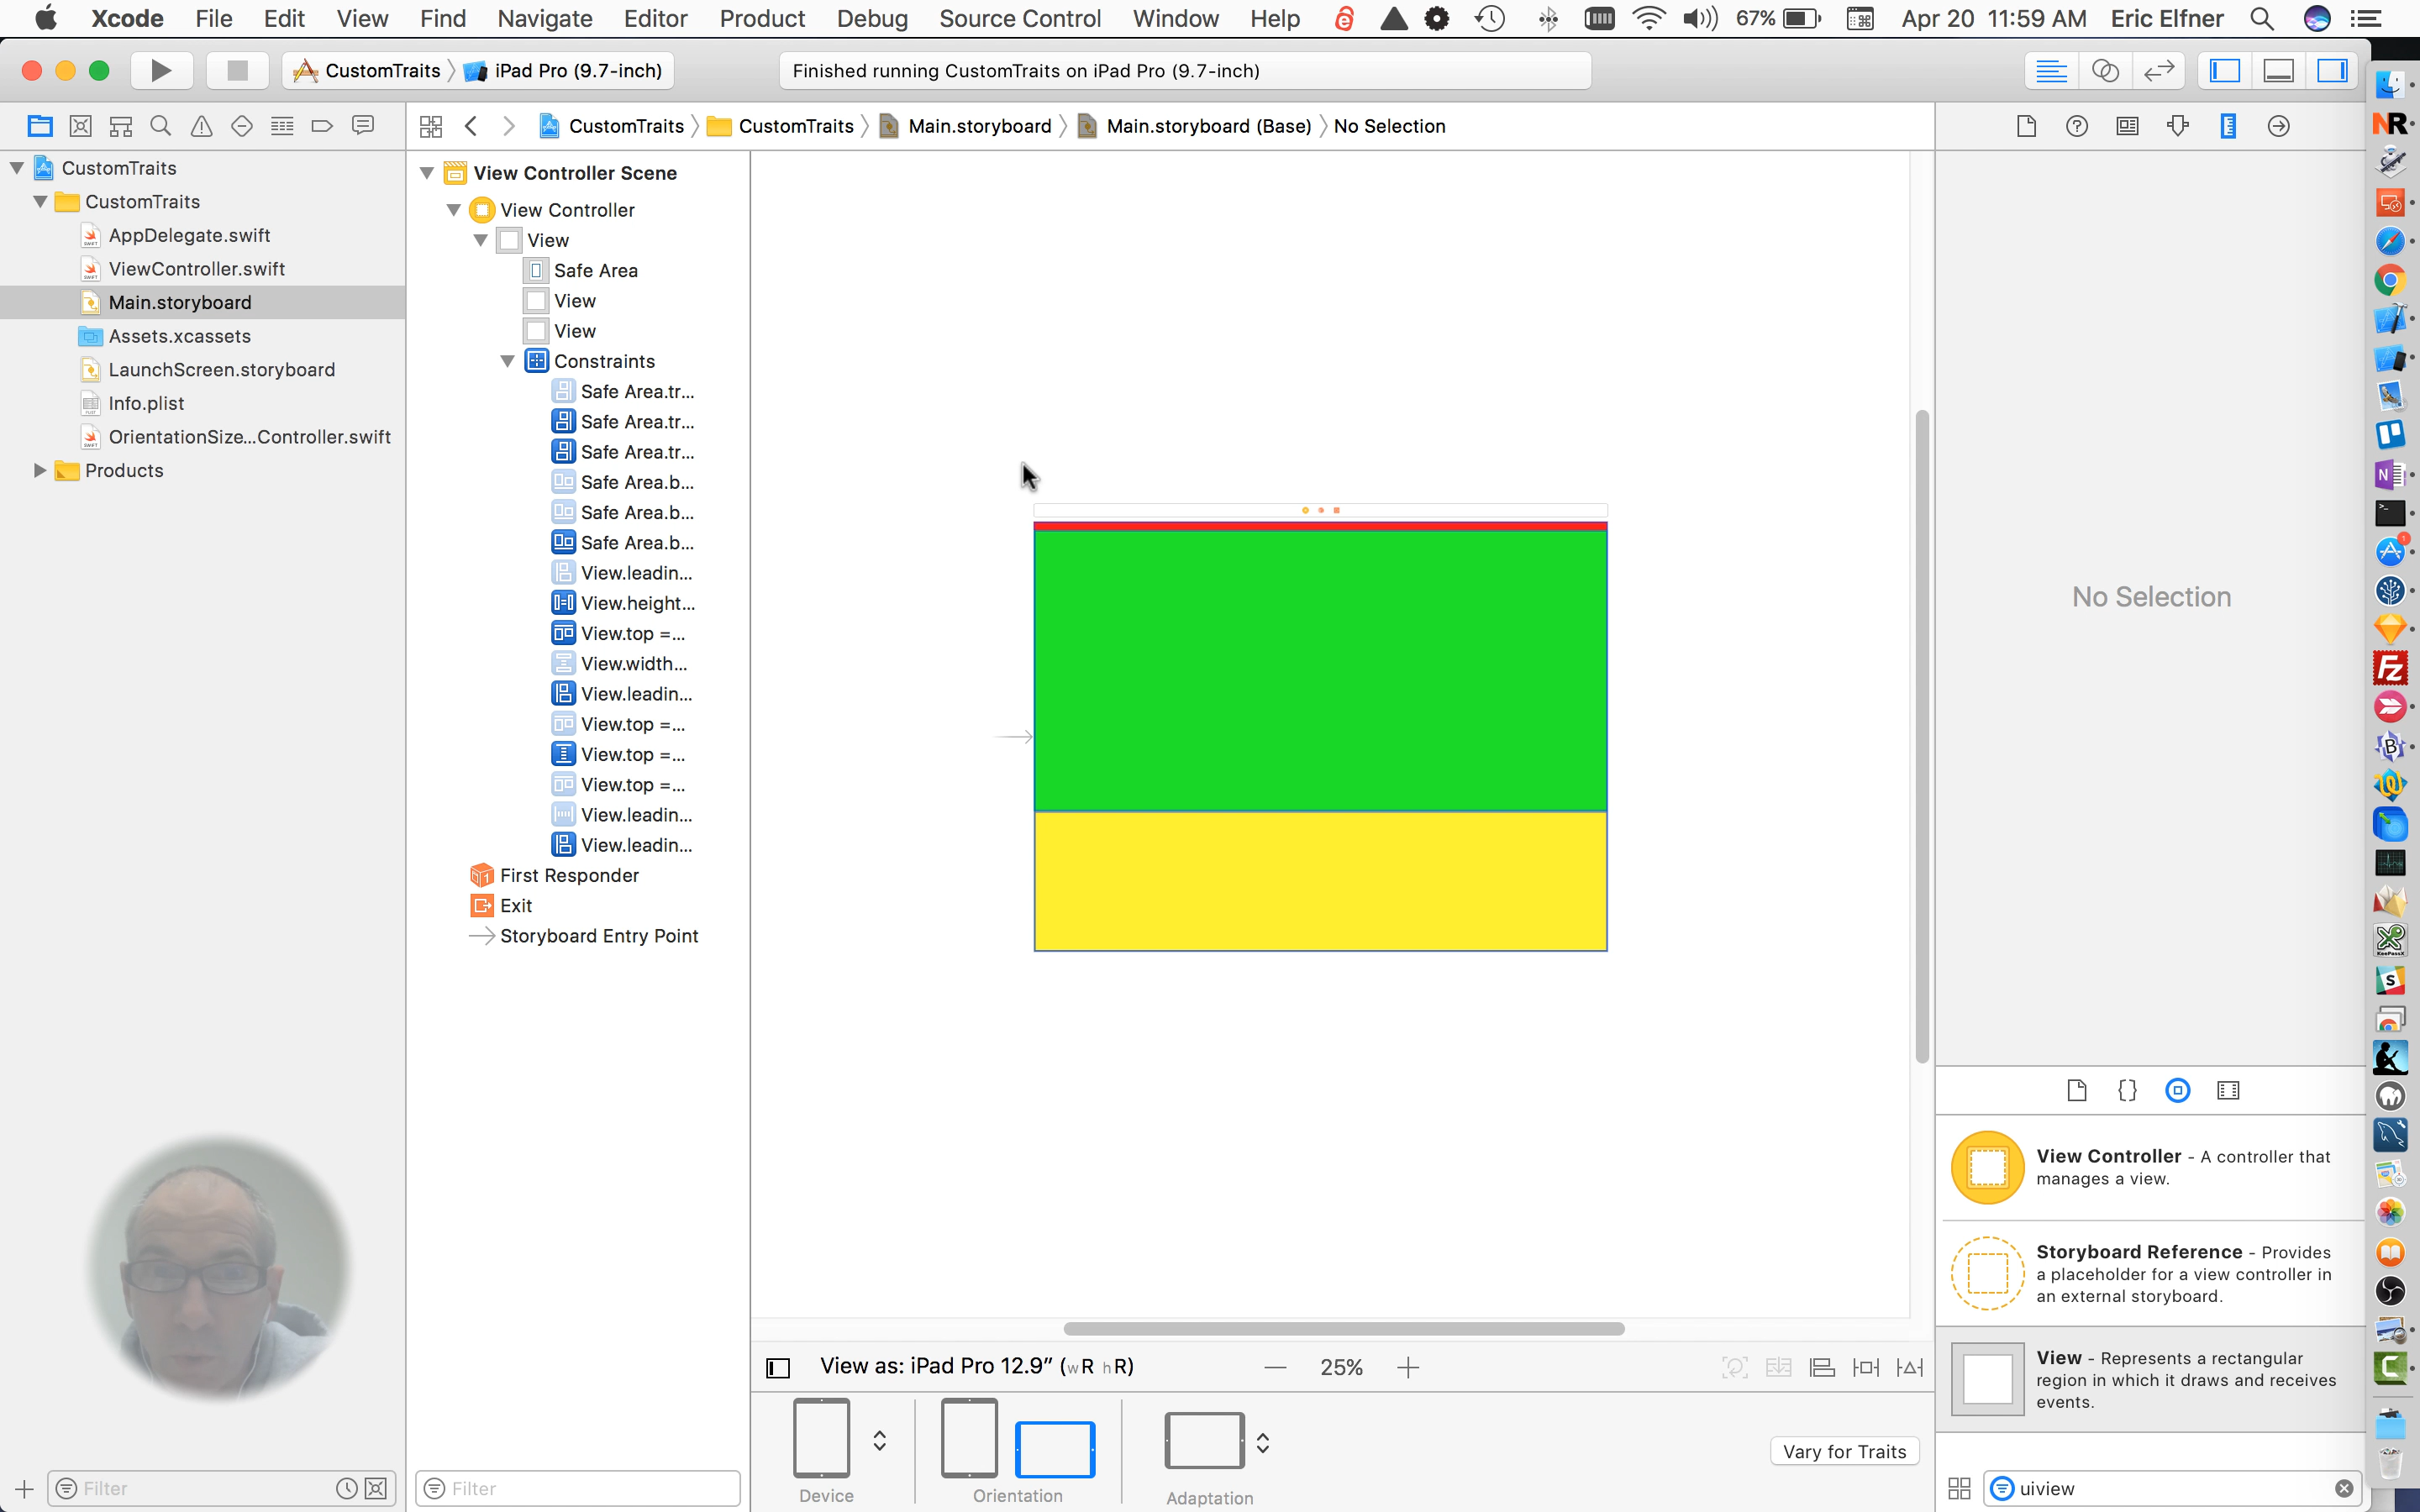 Xcode File Edit View Find Navigate Editor Product Debug Source Control Window Help 67% Apr 20 11:59 AM Eric Elfner
CustomTraits iPad Pro (9.7-inch) Finished running CustomTraits on iPad Pro (9.7-inch)
CustomTraits CustomTraits Main.storyboard Main.storyboard (Base) No Selection
CustomTraits
CustomTraits
AppDelegate.swift
ViewController.swift
Main.storyboard
Assets.xcassets
LaunchScreen.storyboard
Info.plist
OrientationSize...Controller.swift
Products
View Controller Scene
View Controller
View
Safe Area
View
View
Constraints
Safe Area.tr...
Safe Area.tr...
Safe Area.tr...
Safe Area.b...
Safe Area.b...
Safe Area.b...
View.leadin...
View.height...
View.top =...
View.width...
View.leadin...
View.top =...
View.top =...
View.top =...
View.leadin...
View.leadin...
First Responder
Exit
Storyboard Entry Point
No Selection
View Controller - A controller that
manages a view.
Storyboard Reference - Provides
a placeholder for a view controller in
an external storyboard.
View - Represents a rectangular
region in which it draws and receives
events.
View as: iPad Pro 12.9" (wR hR) 25%
Vary for Traits
Device Orientation Adaptation
Filter
Filter
uiview